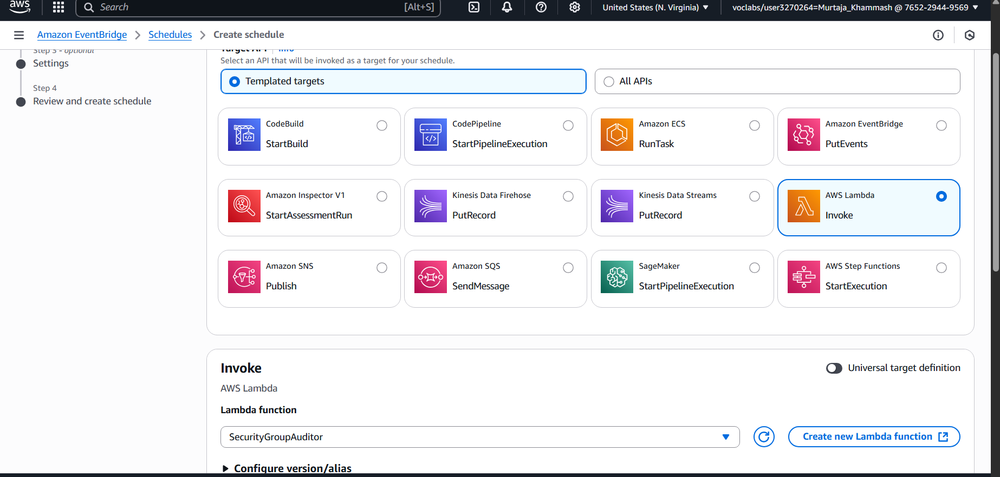 aws
Search
[Alt+S]
United States (N. Virginia)
voclabs/user3270264=Murtaja_Khammash @ 7652-2944-9569
Amazon EventBridge
Schedules
Create schedule
Step 3 - optional
Settings
Step 4
Review and create schedule
Target API
Info
Select an API that will be invoked as a target for your schedule.
Templated targets
All APIs
CodeBuild
StartBuild
CodePipeline
StartPipelineExecution
Amazon ECS
RunTask
Amazon EventBridge
PutEvents
Amazon Inspector V1
StartAssessmentRun
Kinesis Data Firehose
PutRecord
Kinesis Data Streams
PutRecord
AWS Lambda
Invoke
Amazon SNS
Publish
Amazon SQS
SendMessage
SageMaker
StartPipelineExecution
AWS Step Functions
StartExecution
Invoke
Universal target definition
AWS Lambda
Lambda function
SecurityGroupAuditor
Create new Lambda function
Configure version/alias